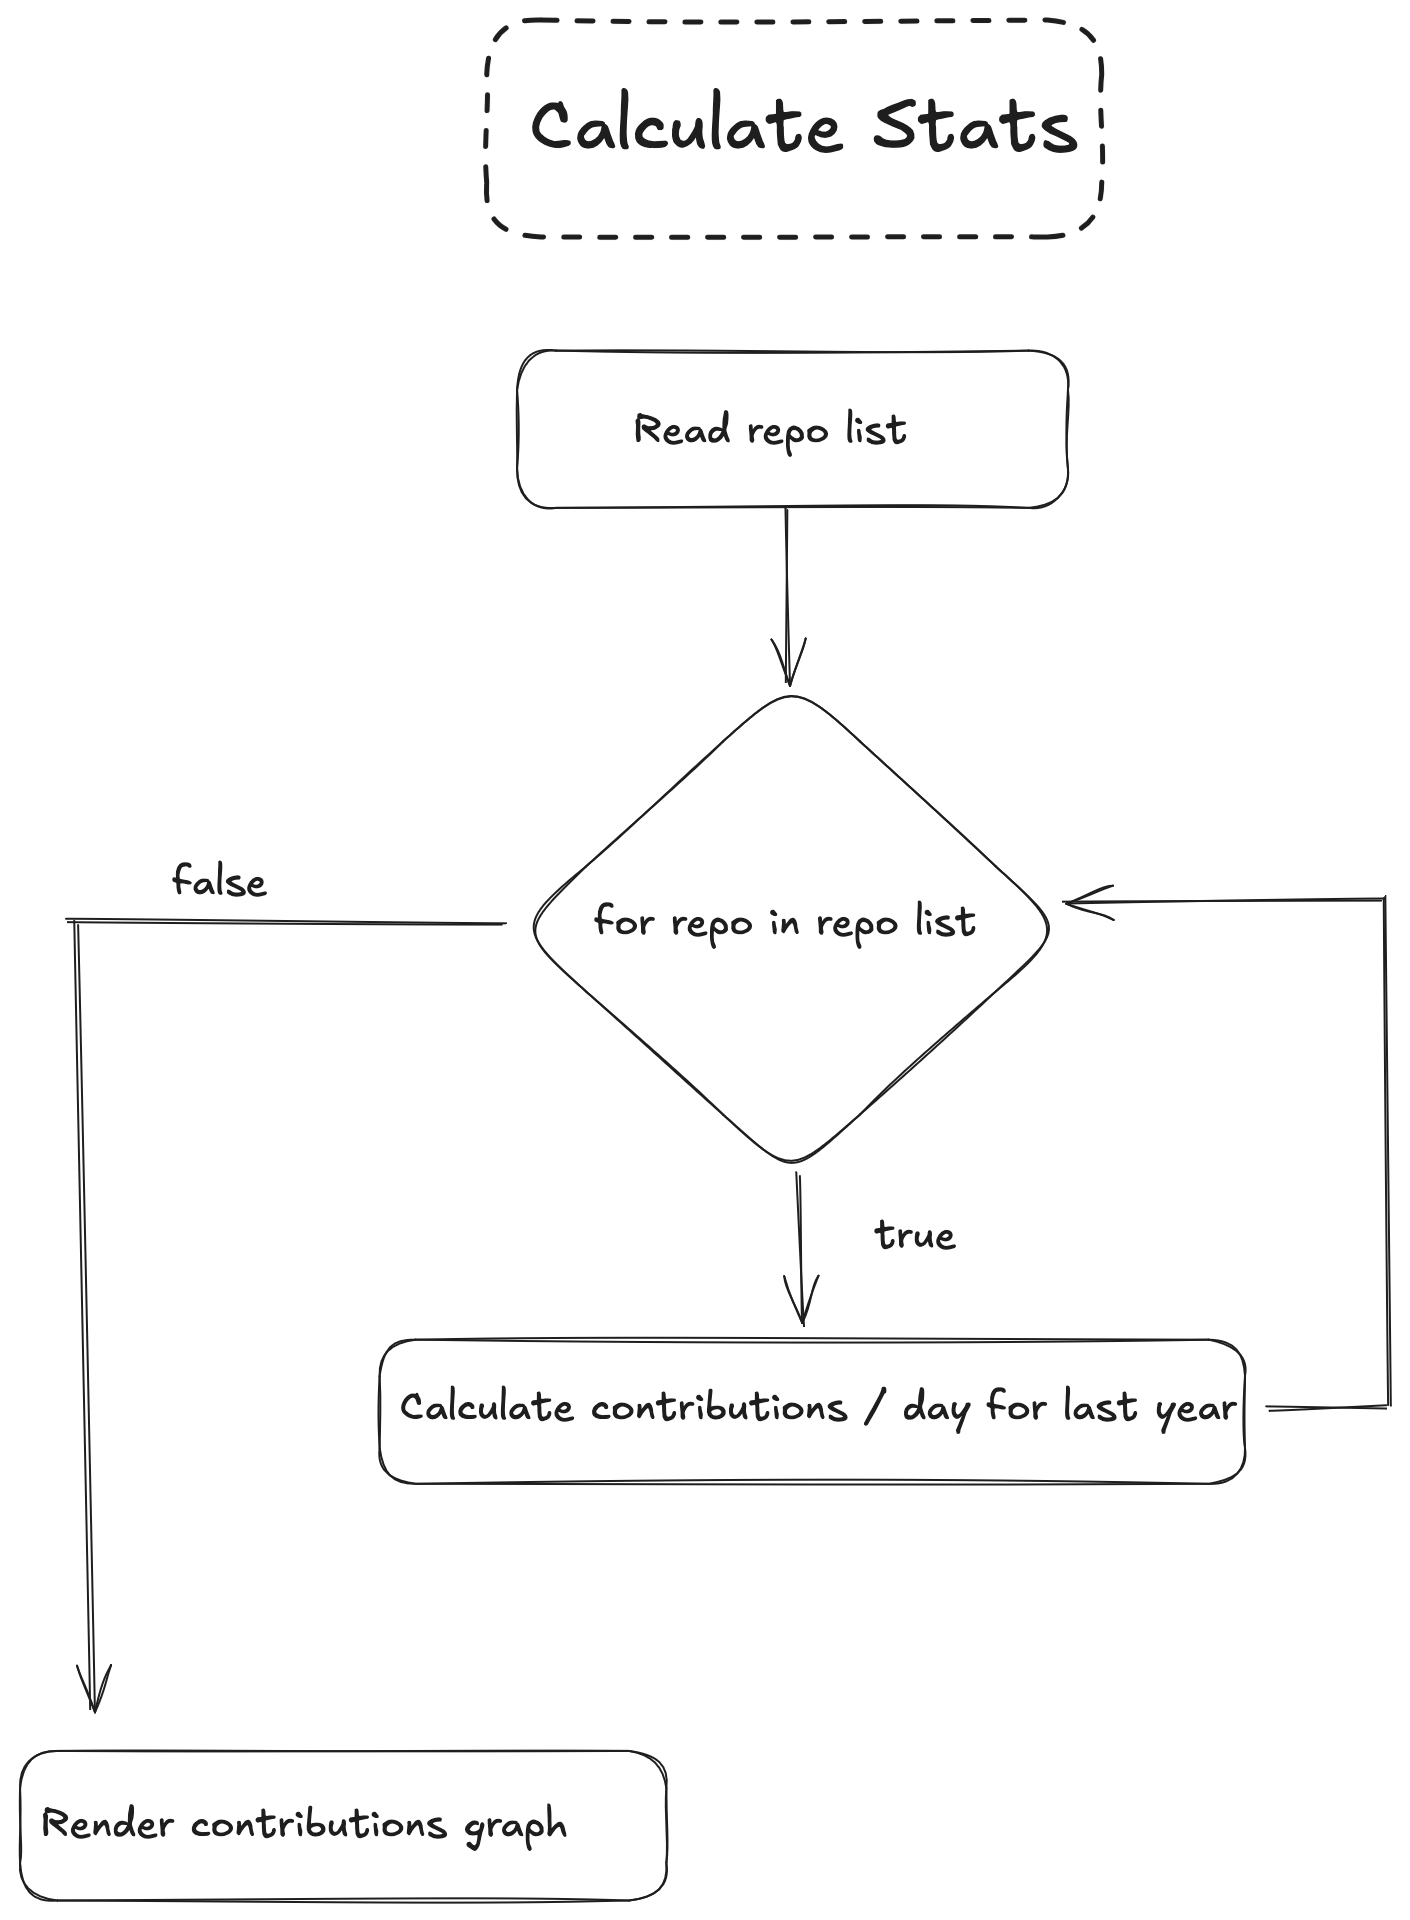 Calculate Stats
Read repo list
for repo in repo list
false
true
Calculate contributions / day for last year
Render contributions graph